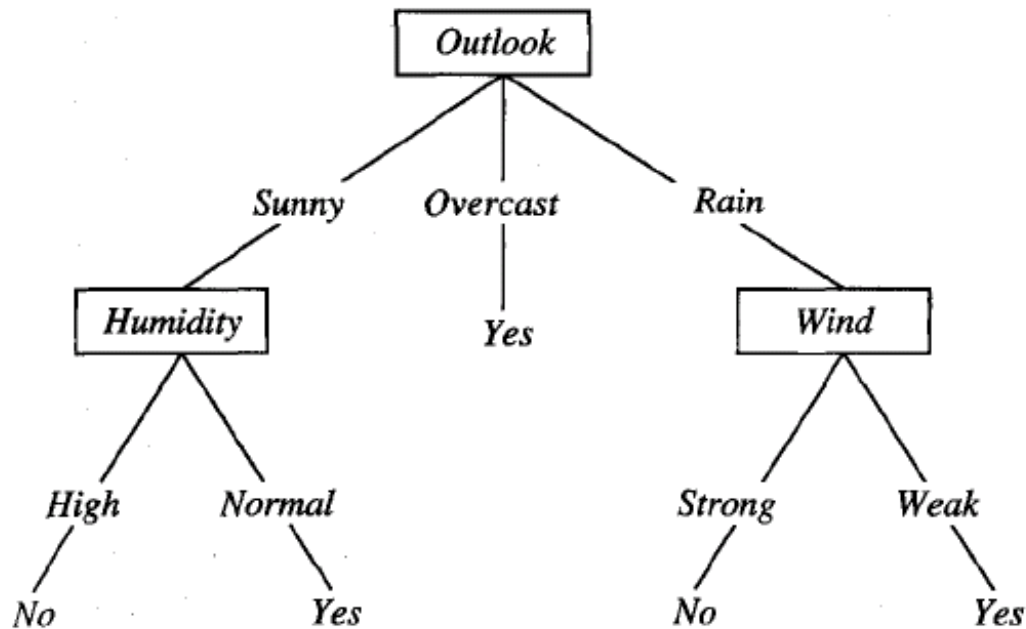 Outlook
Sunny Overcast Rain
Humidity Yes Wind
High Normal Strong Weak
No Yes No Yes